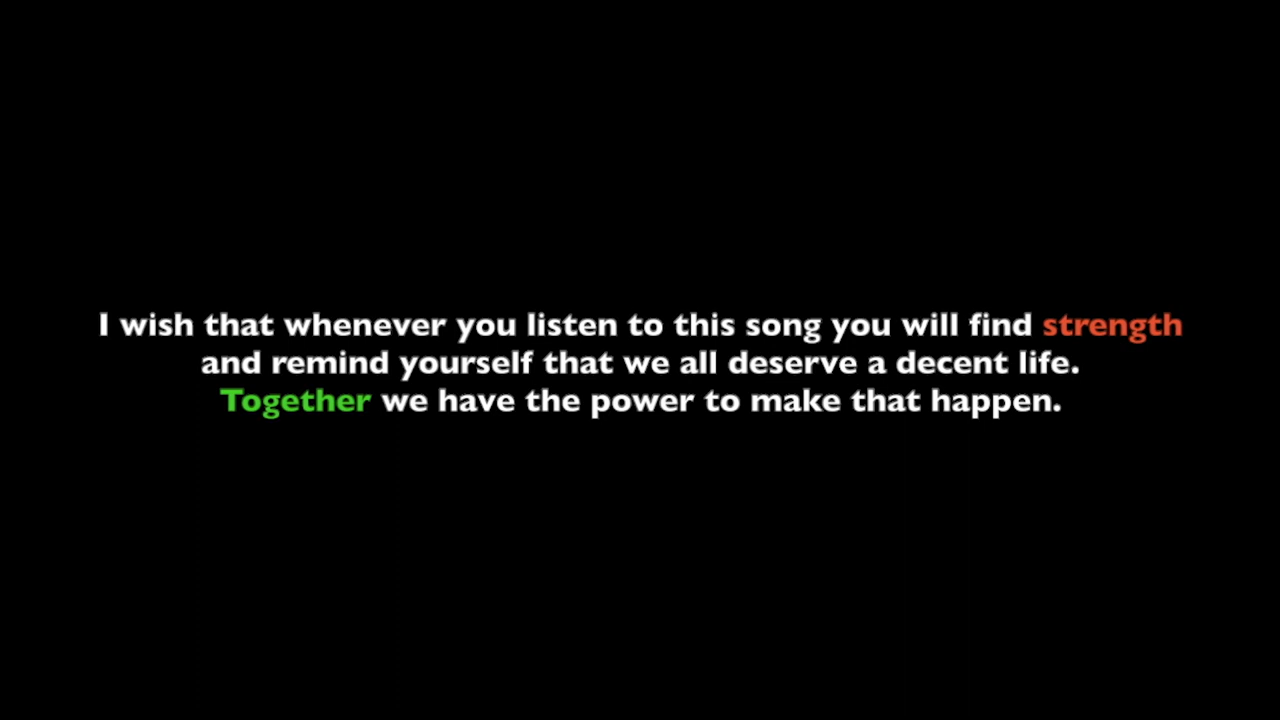 I wish that whenever you listen to this song you will find strength
and remind yourself that we all deserve a decent life.
Together we have the power to make that happen.